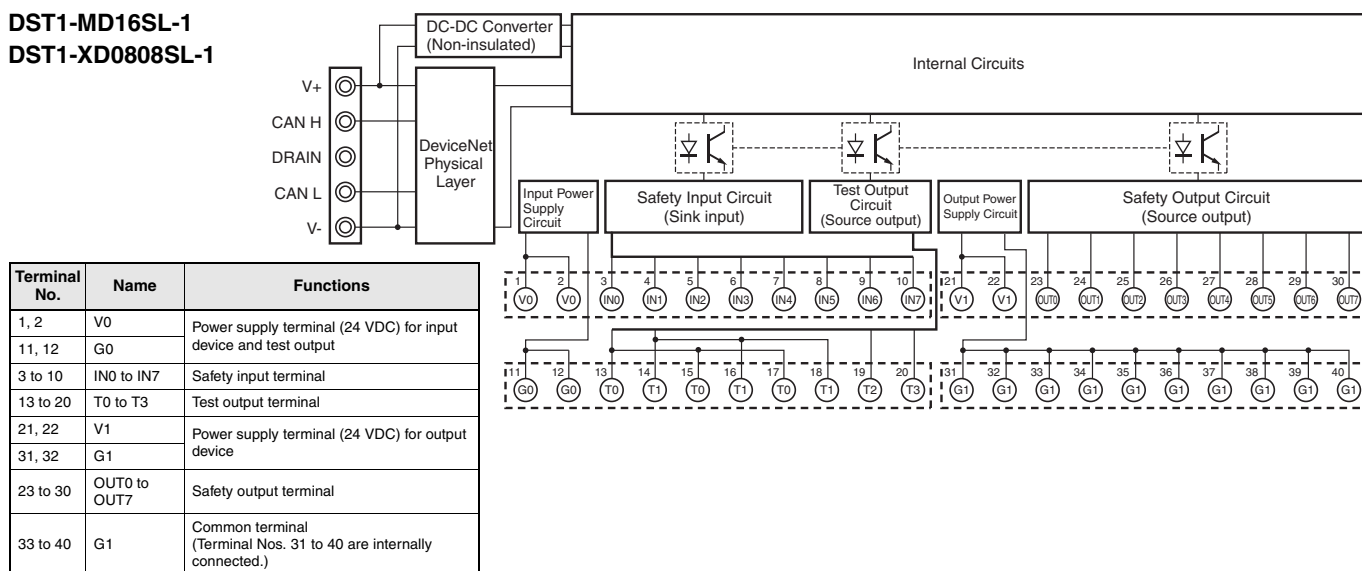 DST1-MD16SL-1
DST1-XD0808SL-1
DC-DC Converter
(Non-insulated)
Internal Circuits
V+
CAN H
DRAIN
CAN L
V-
DeviceNet
Physical
Layer
Input Power
Supply
Circuit
Safety Input Circuit
(Sink input)
Test Output
Circuit
(Source output)
Output Power
Supply Circuit
Safety Output Circuit
(Source output)
1 2 3 4 5 6 7 8 9 10
V0 V0 IN0 IN1 IN2 IN3 IN4 IN5 IN6 IN7
21 22 23 24 25 26 27 28 29 30
V1 V1 OUT0 OUT1 OUT2 OUT3 OUT4 OUT5 OUT6 OUT7
11 12 13 14 15 16 17 18 19 20
G0 G0 T0 T1 T0 T1 T0 T1 T2 T3
31 32 33 34 35 36 37 38 39 40
G1 G1 G1 G1 G1 G1 G1 G1 G1 G1
Terminal No. Name Functions
1, 2 V0 Power supply terminal (24 VDC) for input
device and test output
11, 12 G0
3 to 10 IN0 to IN7 Safety input terminal
13 to 20 T0 to T3 Test output terminal
21, 22 V1 Power supply terminal (24 VDC) for output
device
31, 32 G1
23 to 30 OUT0 to
OUT7 Safety output terminal
33 to 40 G1 Common terminal
(Terminal Nos. 31 to 40 are internally
connected.)